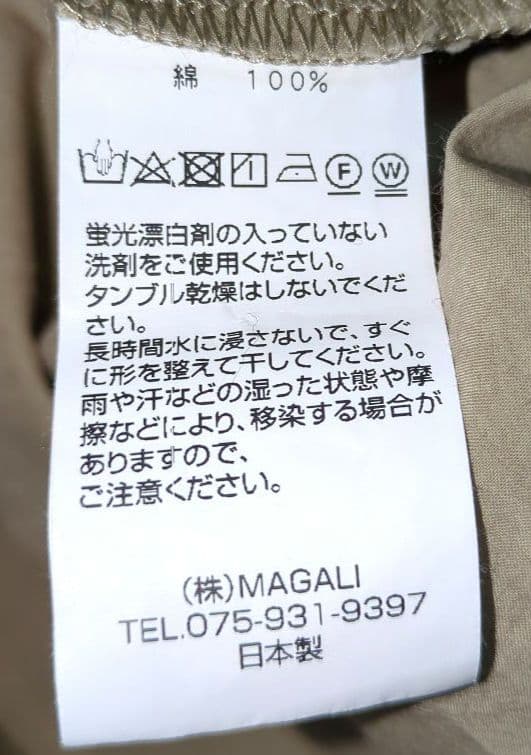 綿 100%
F W
蛍光漂白剤の入っていない
洗剤をご使用ください。
タンブル乾燥はしないでくだ
さい。
長時間水に浸さないで、すぐ
に形を整えて干してください。
雨や汗などの湿った状態や摩
擦などにより、移染する場合が
ありますので、
ご注意ください。
(株)MAGALI
TEL.075-931-9397
日本製